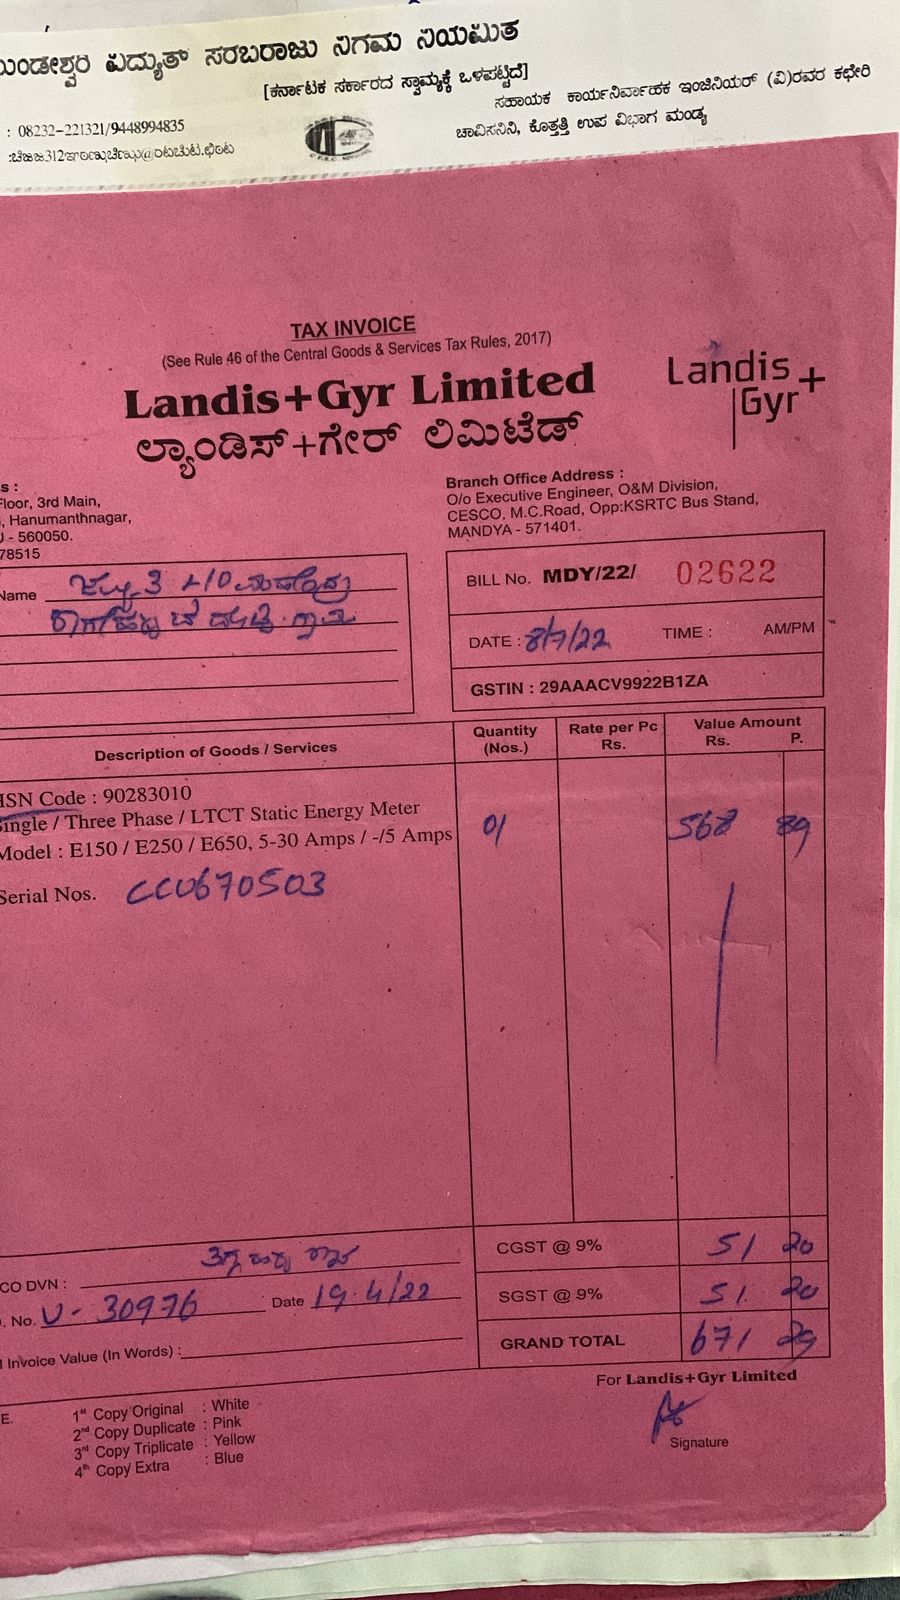 ವಿದ್ಯುತ್ ಸರಬರಾಜು ನಿಗಮ ನಿಯಮಿತ
[ಕರ್ನಾಟಕ ಸರ್ಕಾರದ ಸ್ವಾಮ್ಯಕ್ಕೆ ಒಳಪಟ್ಟಿದೆ]
: 08232-221321/9448994835
ಸಹಾಯಕ ಕಾರ್ಯನಿರ್ವಾಹಕ ಇಂಜಿನಿಯರ್ (ವಿ)ರವರ ಕಛೇರಿ
ಚಾವಿಸನಿನಿ, ಕೊತ್ತತ್ತಿ ಉಪ ವಿಭಾಗ ಮಂಡ್ಯ
TAX INVOICE
(See Rule 46 of the Central Goods & Services Tax Rules, 2017)
Landis+Gyr Limited
ಲ್ಯಾಂಡಿಸ್+ಗೇರ್ ಲಿಮಿಟೆಡ್
Landis
Gyr+
s :
Floor, 3rd Main,
, Hanumanthnagar,
- 560050.
78515
Branch Office Address :
O/o Executive Engineer, O&M Division,
CESCO, M.C.Road, Opp:KSRTC Bus Stand,
MANDYA - 571401.
Name
BILL No. MDY/22/ 02622
DATE : 8/7/22 TIME : AM/PM
GSTIN : 29AAACV9922B1ZA
Description of Goods / Services Quantity (Nos.) Rate per Pc Rs. Value Amount Rs. P.
HSN Code : 90283010
Single / Three Phase / LTCT Static Energy Meter
Model : E150 / E250 / E650, 5-30 Amps / -/5 Amps 01 568 89
Serial Nos. CCU670503
CGST @ 9% 51 20
CO DVN :
SGST @ 9% 51. 20
. No. U- 30976 Date 19.4/22
GRAND TOTAL 671 29
Invoice Value (In Words) :
For Landis+Gyr Limited
E. 1st Copy Original : White
2nd Copy Duplicate : Pink
3rd Copy Triplicate : Yellow
4th Copy Extra : Blue
Signature